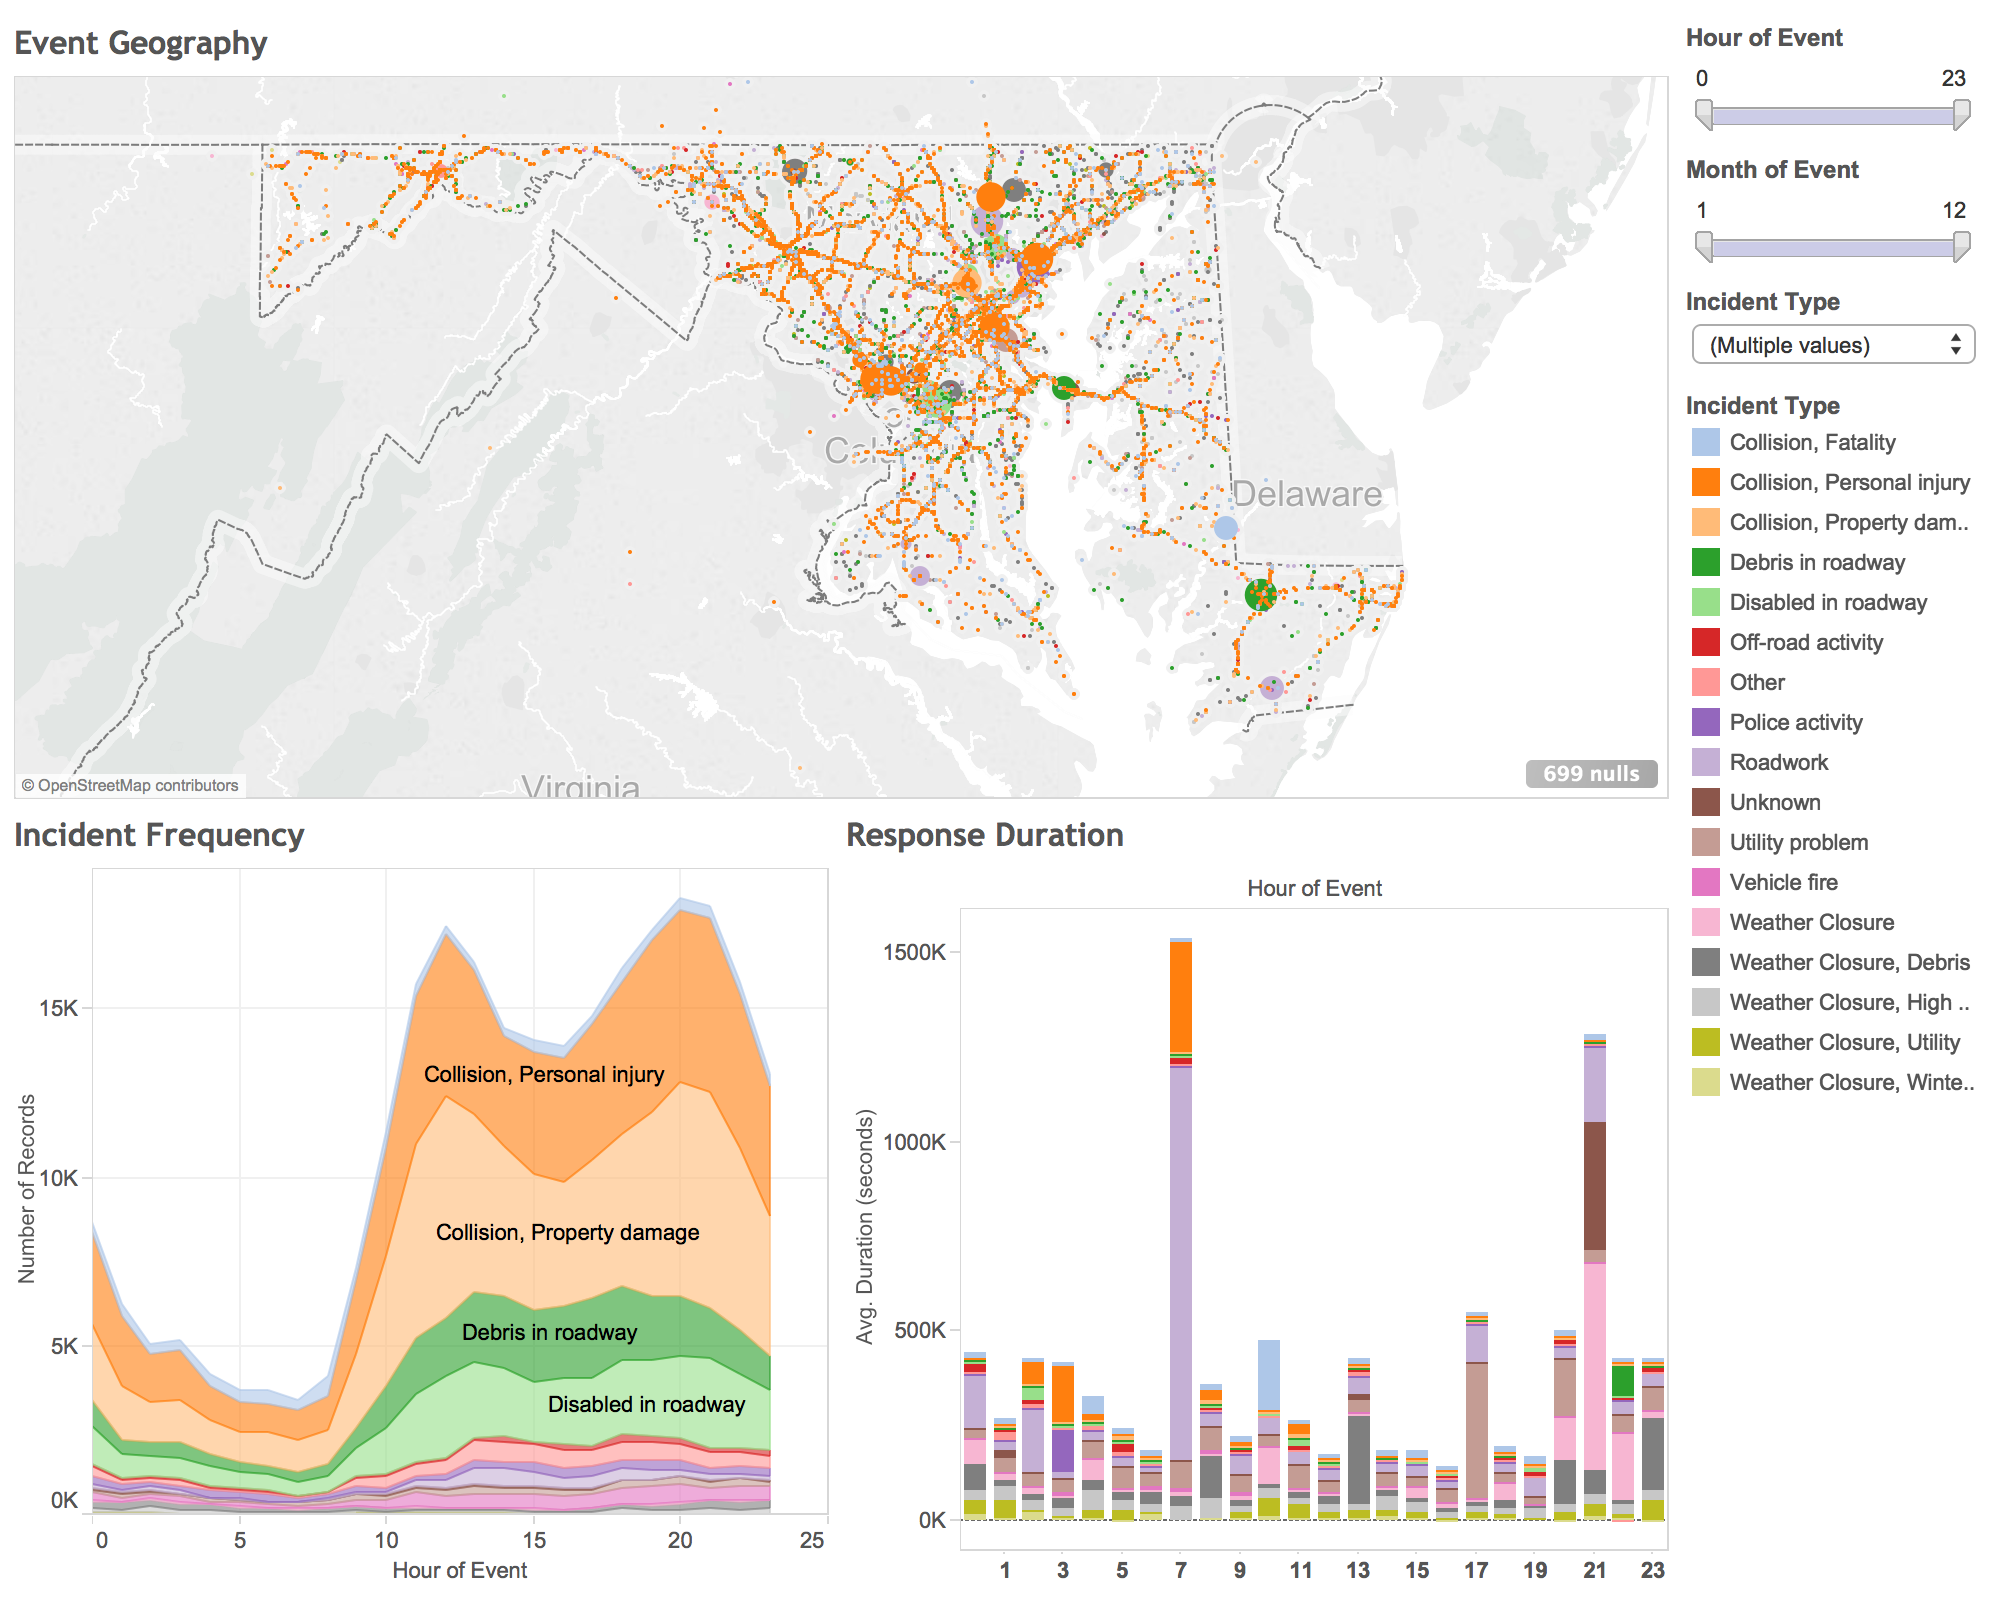 Event Geography
Delaware
Virginia
© OpenStreetMap contributors
699 nulls
Hour of Event
0 23
Month of Event
1 12
Incident Type
(Multiple values)
Incident Type
Collision, Fatality
Collision, Personal injury
Collision, Property dam..
Debris in roadway
Disabled in roadway
Off-road activity
Other
Police activity
Roadwork
Unknown
Utility problem
Vehicle fire
Weather Closure
Weather Closure, Debris
Weather Closure, High ..
Weather Closure, Utility
Weather Closure, Winte..
Incident Frequency
Number of Records
15K
10K
5K
0K
Collision, Personal injury
Collision, Property damage
Debris in roadway
Disabled in roadway
0 5 10 15 20 25
Hour of Event
Response Duration
Hour of Event
Avg. Duration (seconds)
1500K
1000K
500K
0K
1 3 5 7 9 11 13 15 17 19 21 23